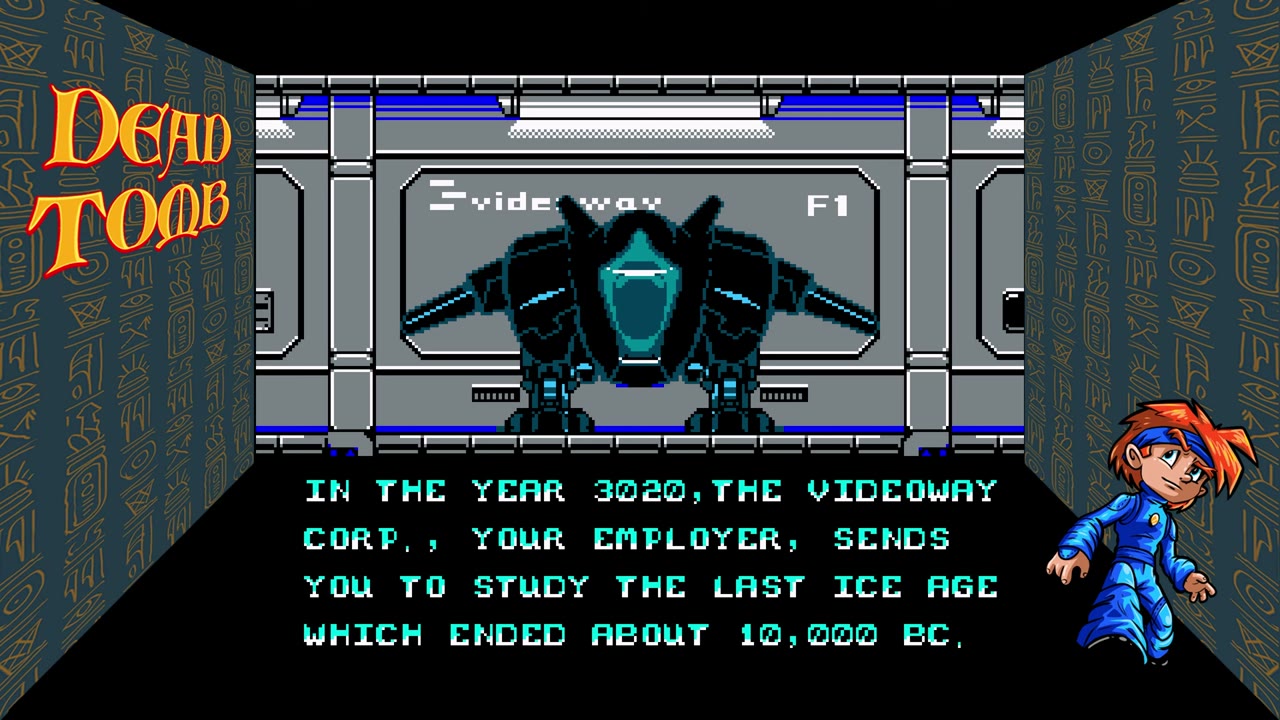 DEAD
TOMB
videoway
F1
IN THE YEAR 3020,THE VIDEOWAY
CORP., YOUR EMPLOYER, SENDS
YOU TO STUDY THE LAST ICE AGE
WHICH ENDED ABOUT 10,000 BC.